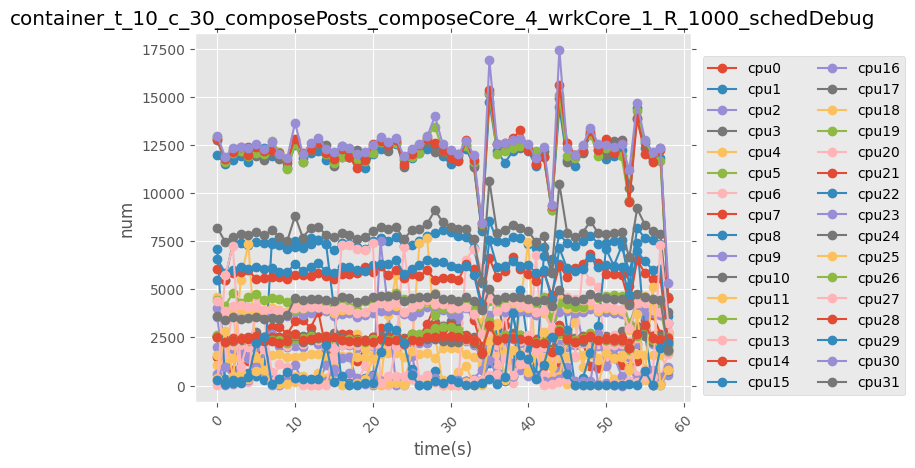 container_t_10_c_30_composePosts_composeCore_4_wrkCore_1_R_1000_schedDebug
num
17500
15000
12500
10000
7500
5000
2500
0
0
10
20
30
40
50
60
time(s)
cpu0
cpu1
cpu2
cpu3
cpu4
cpu5
cpu6
cpu7
cpu8
cpu9
cpu10
cpu11
cpu12
cpu13
cpu14
cpu15
cpu16
cpu17
cpu18
cpu19
cpu20
cpu21
cpu22
cpu23
cpu24
cpu25
cpu26
cpu27
cpu28
cpu29
cpu30
cpu31